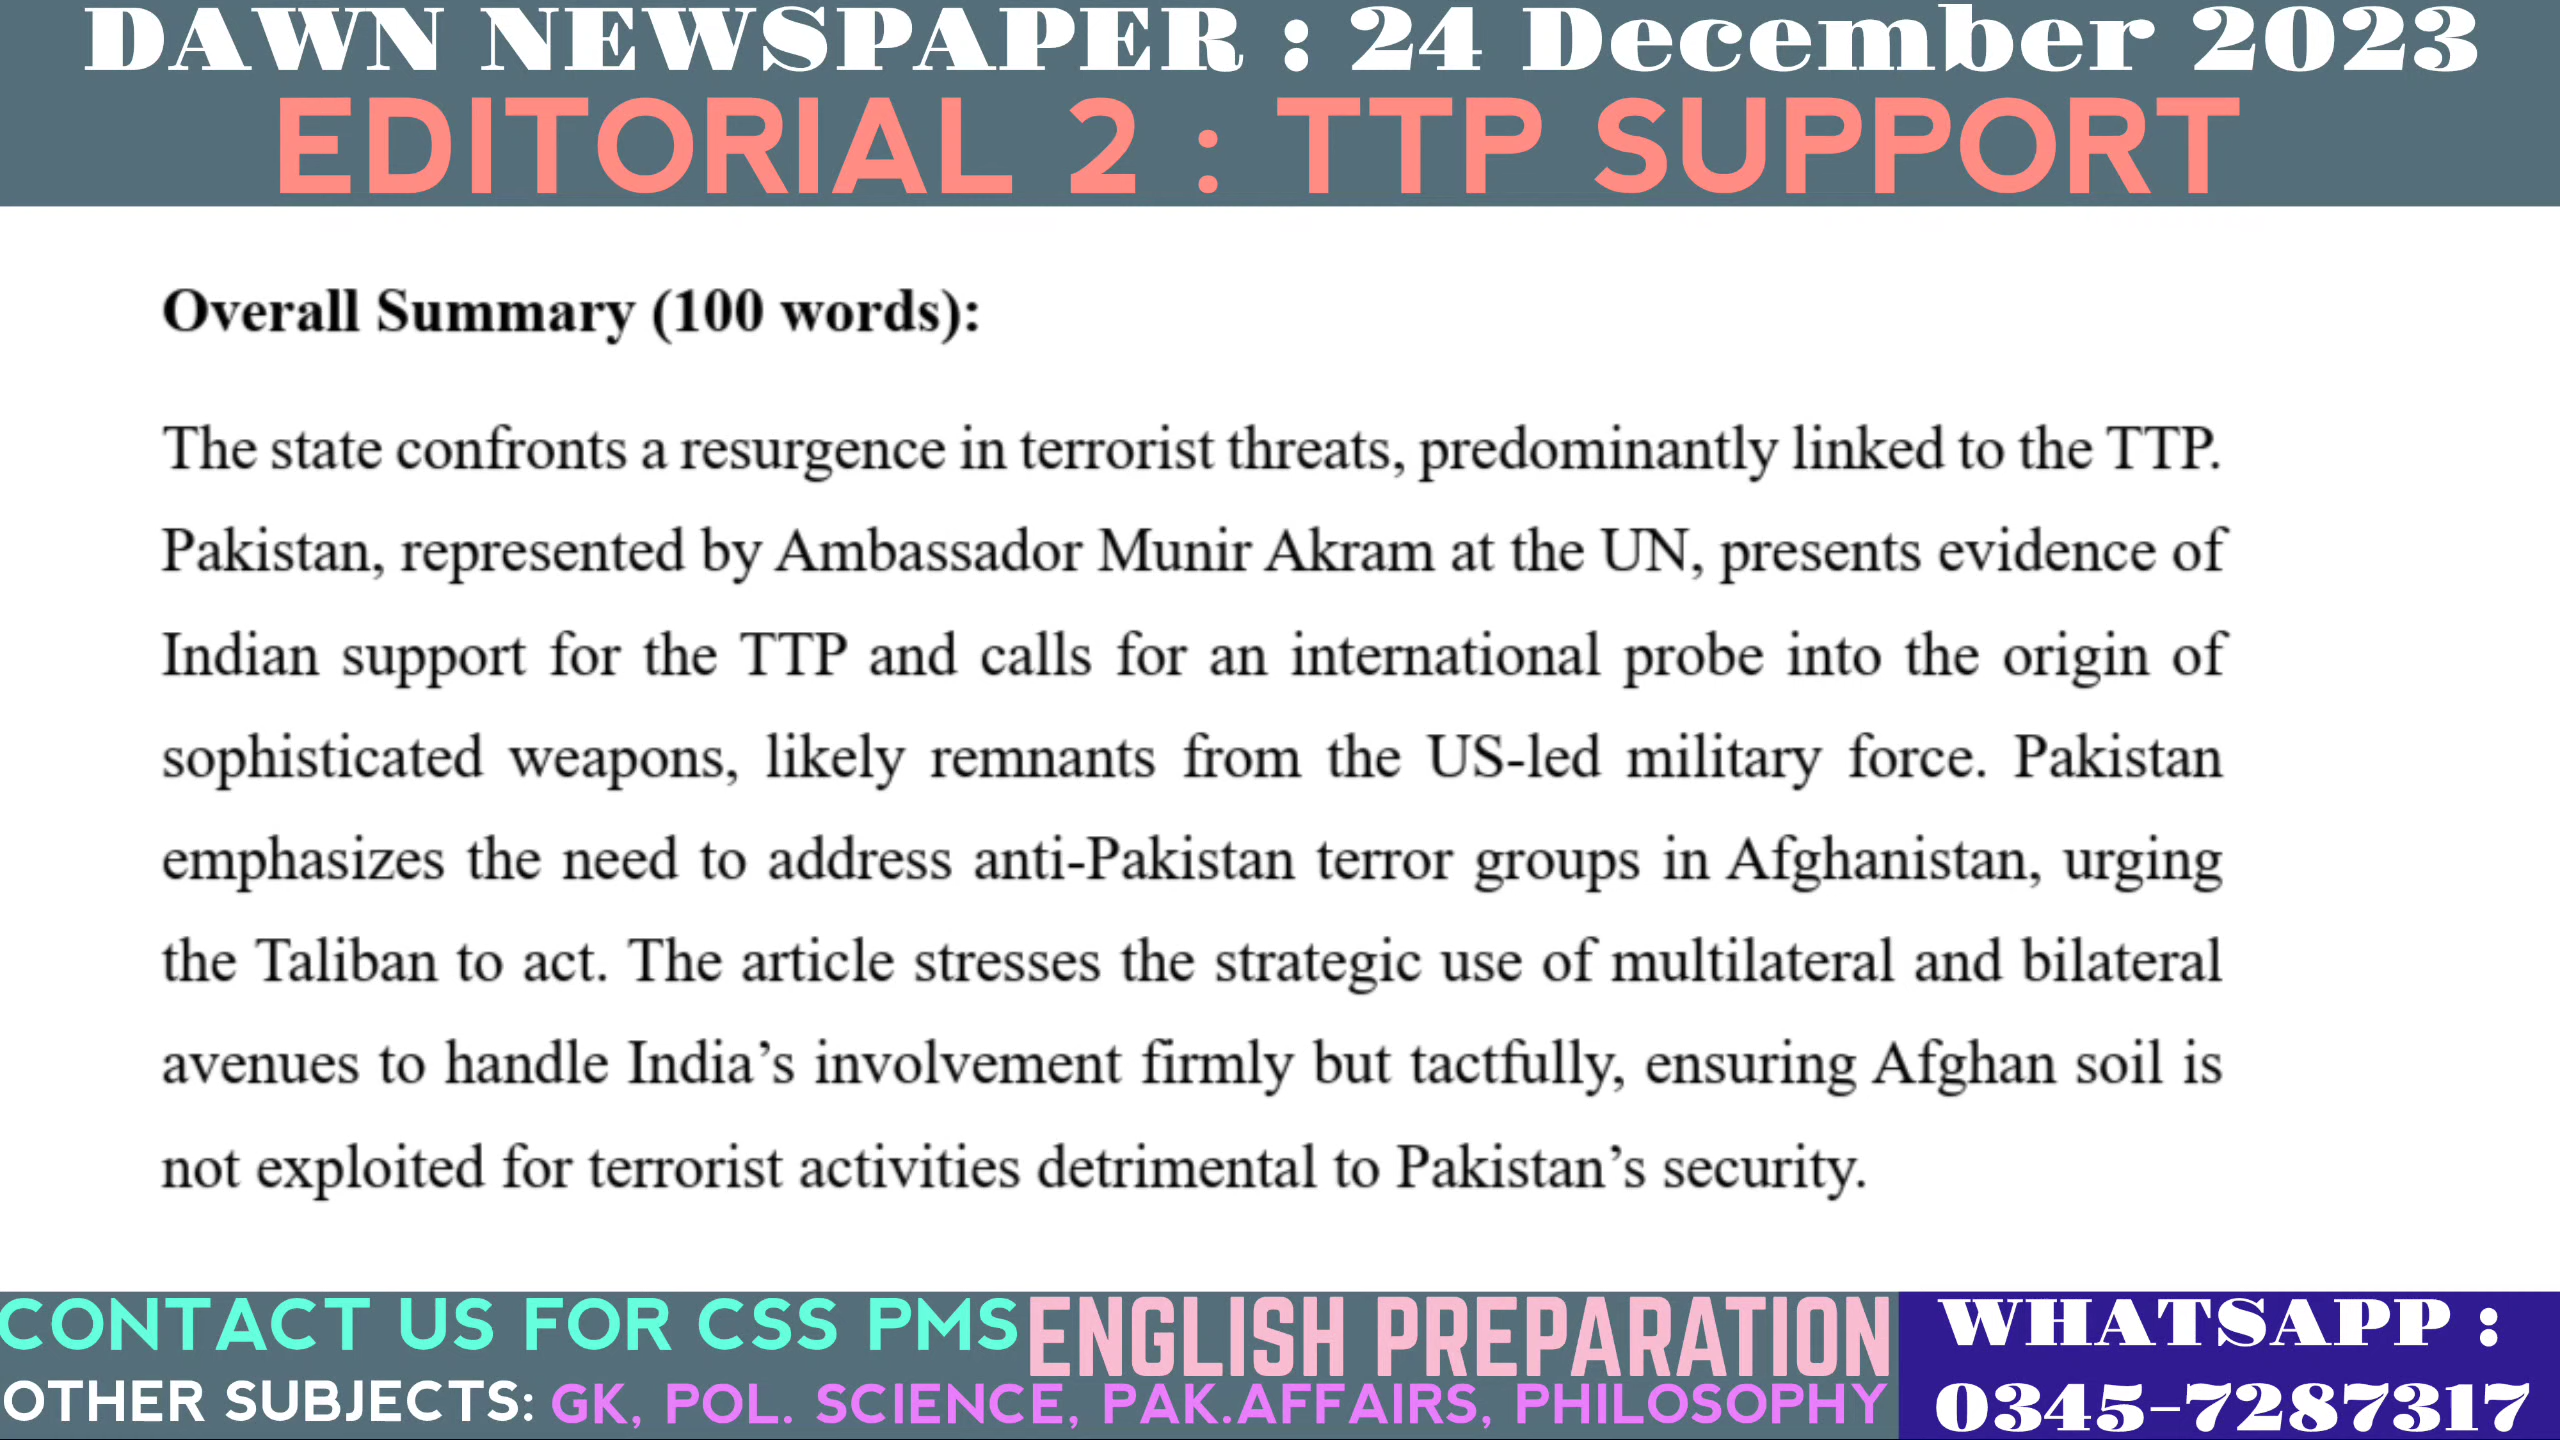 DAWN NEWSPAPER : 24 December 2023
EDITORIAL 2 : TTP SUPPORT
Overall Summary (100 words):
The state confronts a resurgence in terrorist threats, predominantly linked to the TTP.
Pakistan, represented by Ambassador Munir Akram at the UN, presents evidence of
Indian support for the TTP and calls for an international probe into the origin of
sophisticated weapons, likely remnants from the US-led military force. Pakistan
emphasizes the need to address anti-Pakistan terror groups in Afghanistan, urging
the Taliban to act. The article stresses the strategic use of multilateral and bilateral
avenues to handle India’s involvement firmly but tactfully, ensuring Afghan soil is
not exploited for terrorist activities detrimental to Pakistan’s security.
CONTACT US FOR CSS PMS ENGLISH PREPARATION
OTHER SUBJECTS: GK, POL. SCIENCE, PAK.AFFAIRS, PHILOSOPHY
WHATSAPP :
0345-7287317